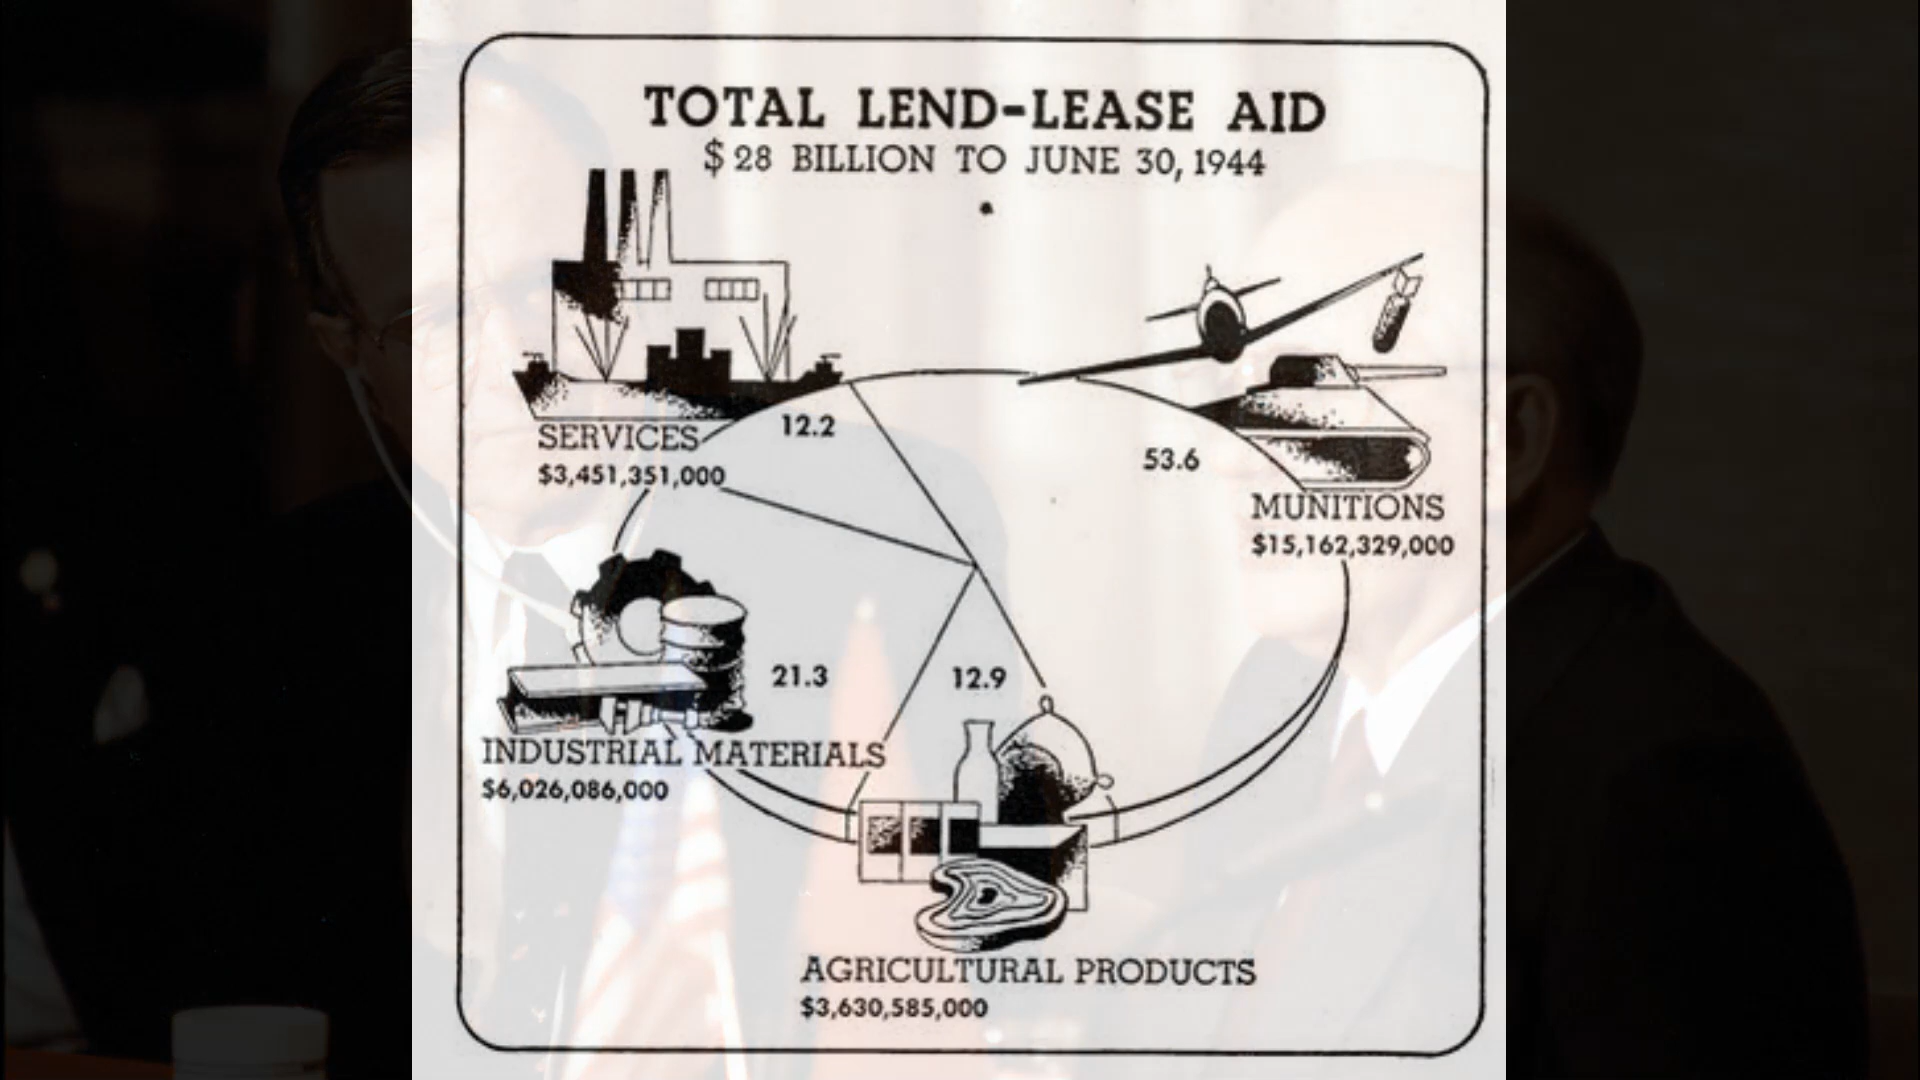 TOTAL LEND-LEASE AID
$28 BILLION TO JUNE 30, 1944
12.2
SERVICES
$3,451,351,000
53.6
MUNITIONS
$15,162,329,000
21.3
INDUSTRIAL MATERIALS
$6,026,086,000
12.9
AGRICULTURAL PRODUCTS
$3,630,585,000